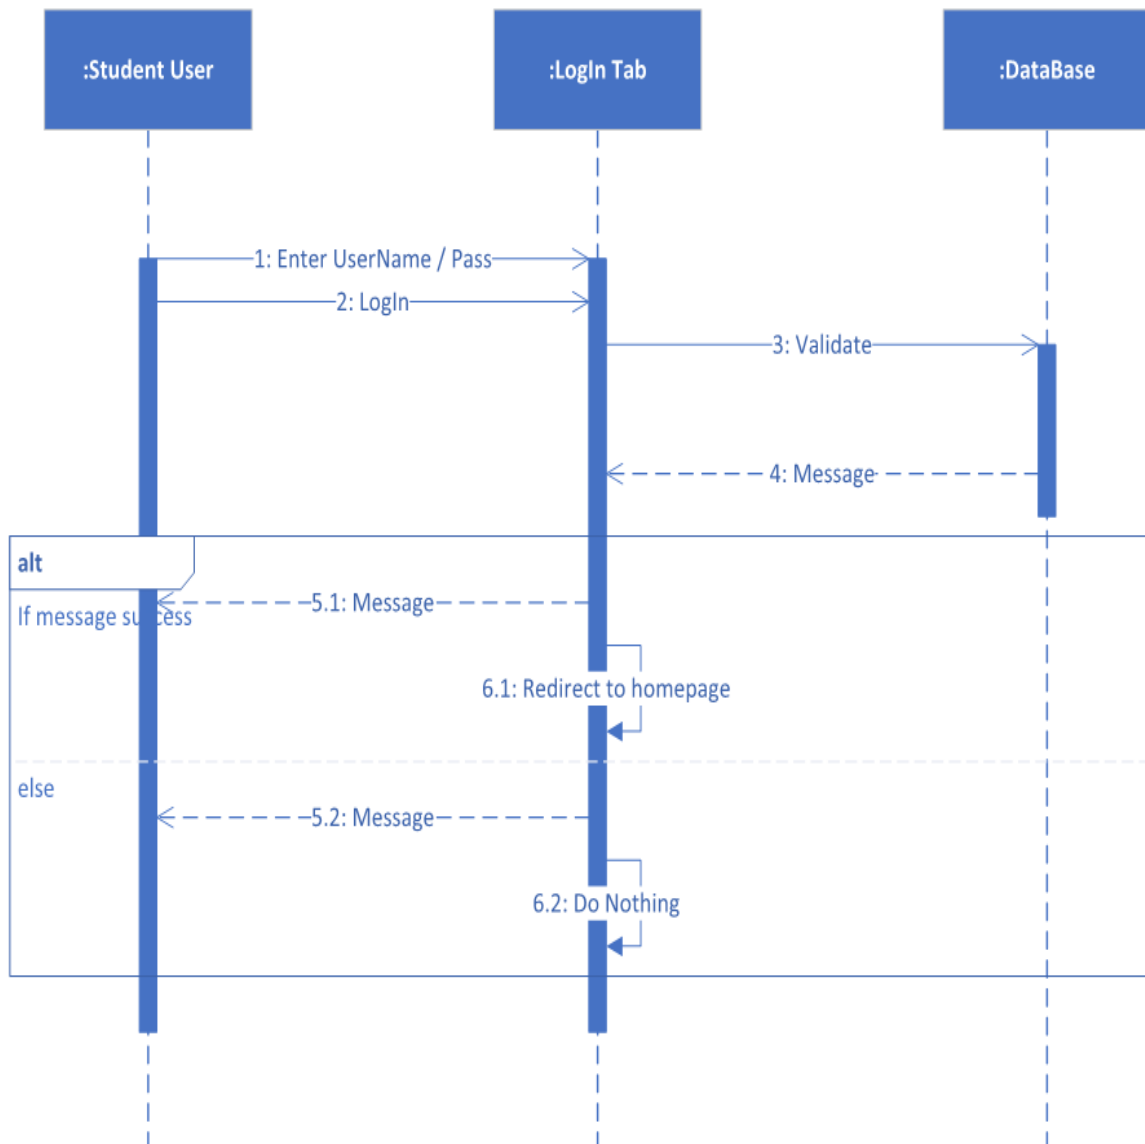 :Student User
:LogIn Tab
:DataBase
1: Enter UserName / Pass
2: LogIn
3: Validate
4: Message
alt
5.1: Message
If message success
6.1: Redirect to homepage
else
5.2: Message
6.2: Do Nothing